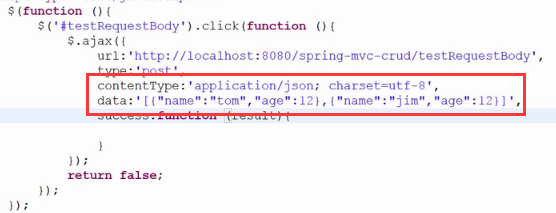 $(function (){
$('#testRequestBody').click(function (){
$.ajax({
url:'http://localhost:8080/spring-mvc-crud/testRequestBody',
type:'post',
contentType:'application/json; charset=utf-8',
data:'[{"name":"tom","age":12},{"name":"jim","age":12}]',
success:function (result){
}
});
return false;
});
});